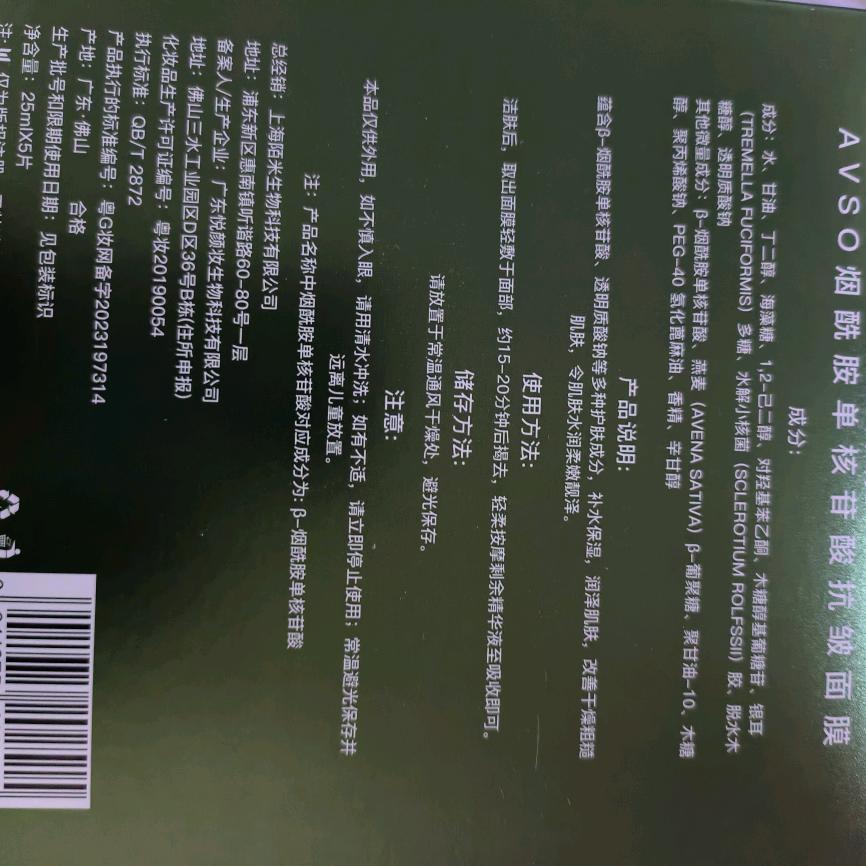 AVSO烟酰胺单核苷酸抗皱面膜
成分：
成分：水、甘油、丁二醇、海藻糖、1,2-己二醇、对羟基苯乙酮、木糖醇基葡糖苷、银耳
(TREMELLA FUCIFORMIS) 多糖、水解小核菌 (SCLEROTIUM ROLFSSII) 胶、脱水木
糖醇、透明质酸钠
其他微量成分：β-烟酰胺单核苷酸、燕麦 (AVENA SATIVA) β-葡聚糖、聚甘油-10、木糖
醇、聚丙烯酸钠、PEG-40 氢化蓖麻油、香精、辛甘醇
产品说明：
蕴含β-烟酰胺单核苷酸、透明质酸钠等多种护肤成分，补水保湿，润泽肌肤，改善干燥粗糙
肌肤，令肌肤水润柔嫩靓泽。
使用方法：
洁肤后，取出面膜轻敷于面部，约15-20分钟后揭去，轻柔按摩剩余精华液至吸收即可。
储存方法：
请放置于常温通风干燥处，避光保存。
注意：
本品仅供外用，如不慎入眼，请用清水冲洗；如有不适，请立即停止使用；常温避光保存并
远离儿童放置。
注：产品名称中烟酰胺单核苷酸对应成分为：β-烟酰胺单核苷酸
总经销：上海陌米生物科技有限公司
地址：浦东新区惠南镇听谐路60-80号一层
备案人/生产企业：广东悦颜妆生物科技有限公司
地址：佛山三水工业园区D区36号B栋(住所申报)
化妆品生产许可证编号：粤妆20190054
执行标准：QB/T 2872
产品执行的标准编号：粤G妆网备字2023197314
产地：广东·佛山 合格
生产批号和限期使用日期：见包装标识
净含量：25mlX5片